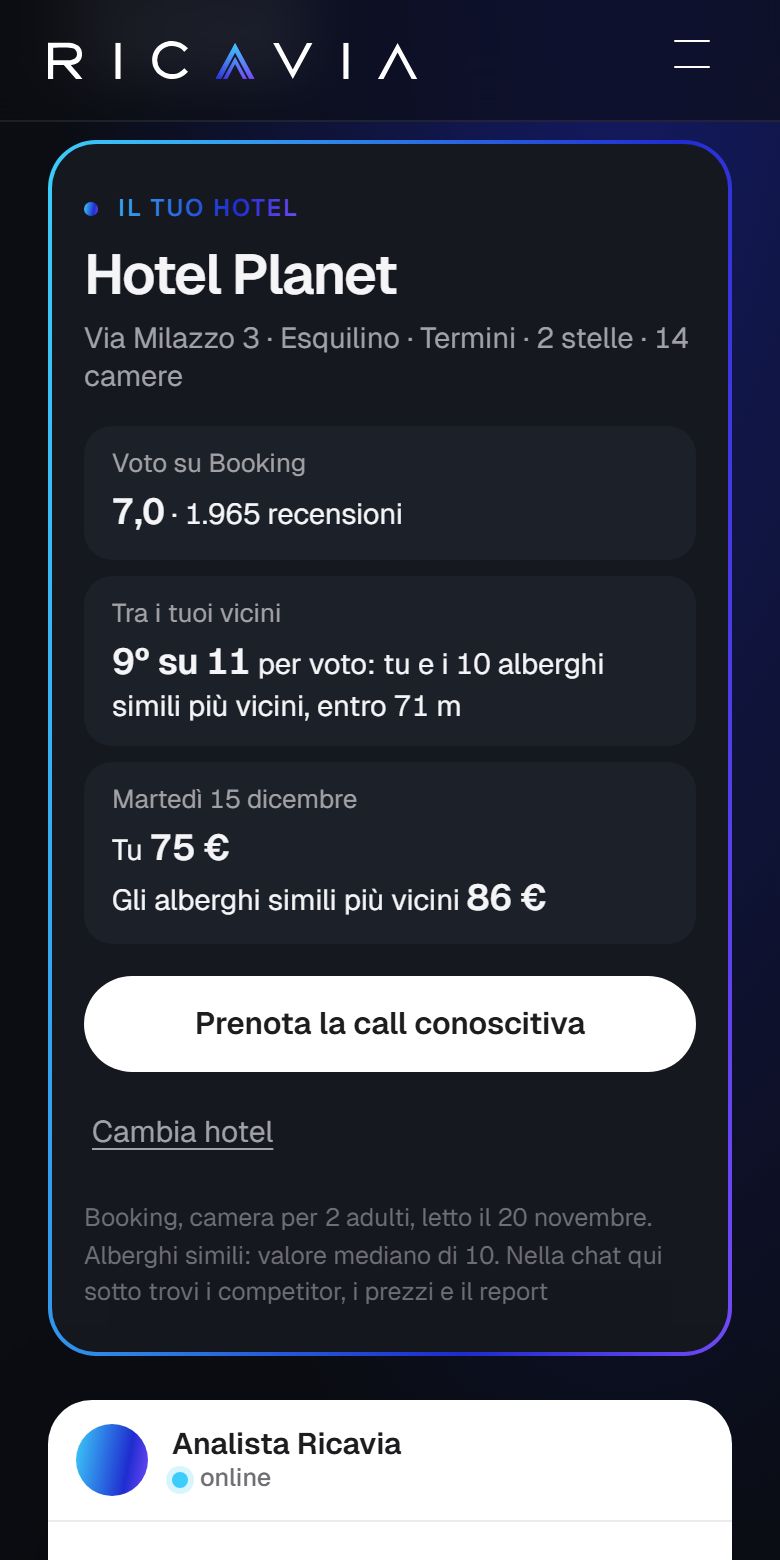 RICAVIA
IL TUO HOTEL
Hotel Planet
Via Milazzo 3 · Esquilino · Termini · 2 stelle · 14
camere
Voto su Booking
7,0 · 1.965 recensioni
Tra i tuoi vicini
9º su 11 per voto: tu e i 10 alberghi
simili più vicini, entro 71 m
Martedì 15 dicembre
Tu 75 €
Gli alberghi simili più vicini 86 €
Prenota la call conoscitiva
Cambia hotel
Booking, camera per 2 adulti, letto il 20 novembre.
Alberghi simili: valore mediano di 10. Nella chat qui
sotto trovi i competitor, i prezzi e il report
Analista Ricavia
online